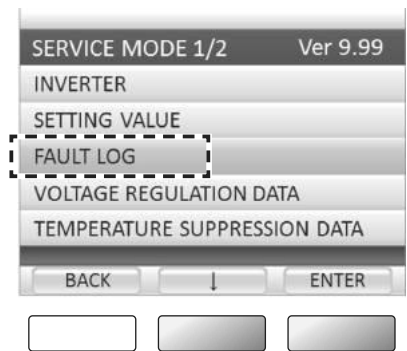 SERVICE MODE 1/2 Ver 9.99
INVERTER
SETTING VALUE
FAULT LOG
VOLTAGE REGULATION DATA
TEMPERATURE SUPPRESSION DATA
BACK ↓ ENTER